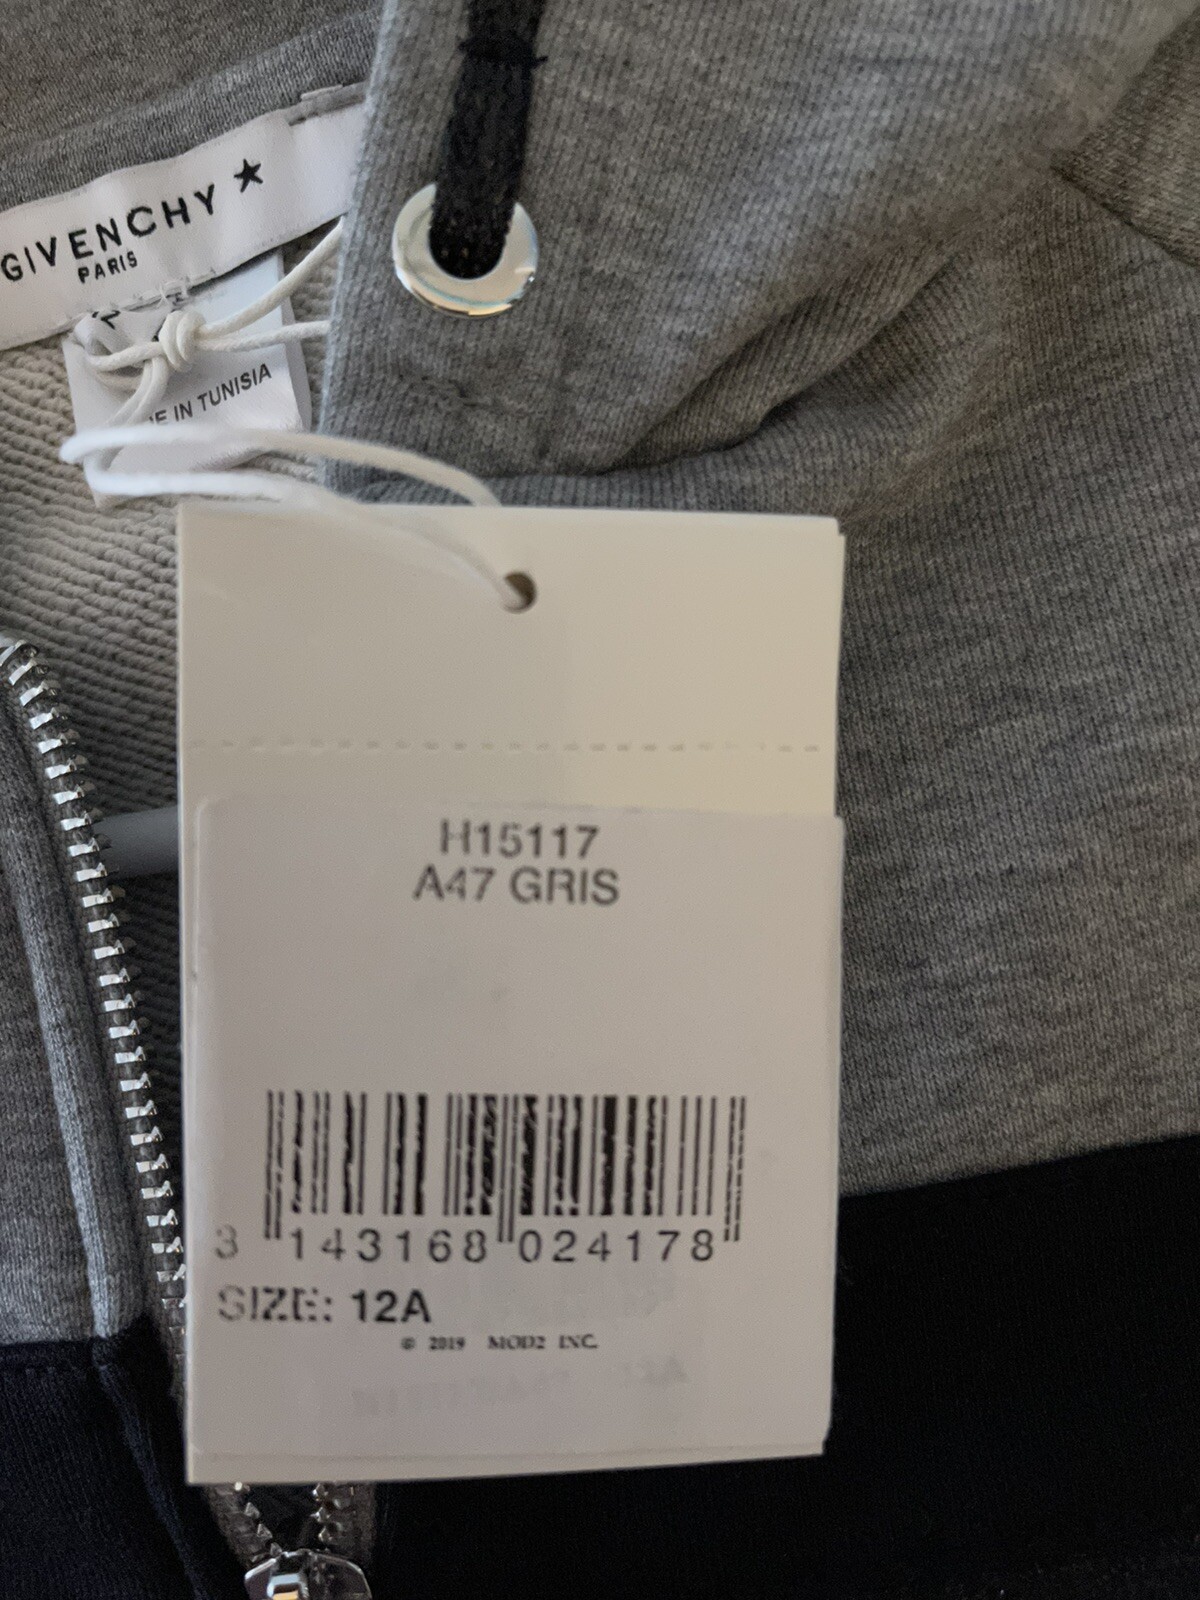 GIVENCHY ★
PARIS
IN TUNISIA
H15117
A47 GRIS
3 143168 024178
SIZE: 12A
© 2019 MOD2 INC.